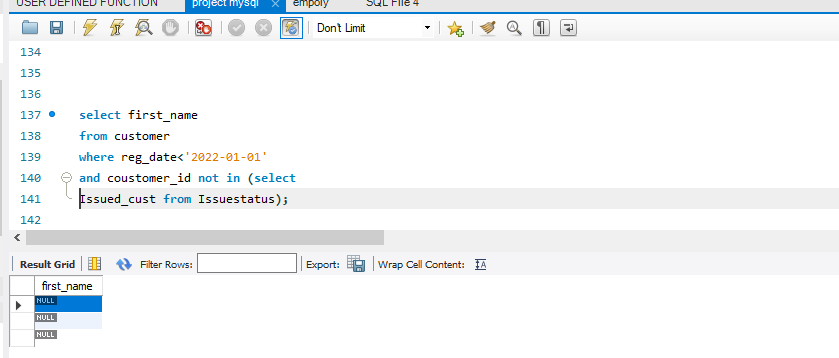 USER DEFINED FUNCTION project mysql empoly SQL File 4
Don't Limit
134
135
136
137 select first_name
138 from customer
139 where reg_date<'2022-01-01'
140 and coustomer_id not in (select
141 Issued_cust from Issuestatus);
142
Result Grid Filter Rows: Export: Wrap Cell Content:
first_name
NULL
NULL
NULL